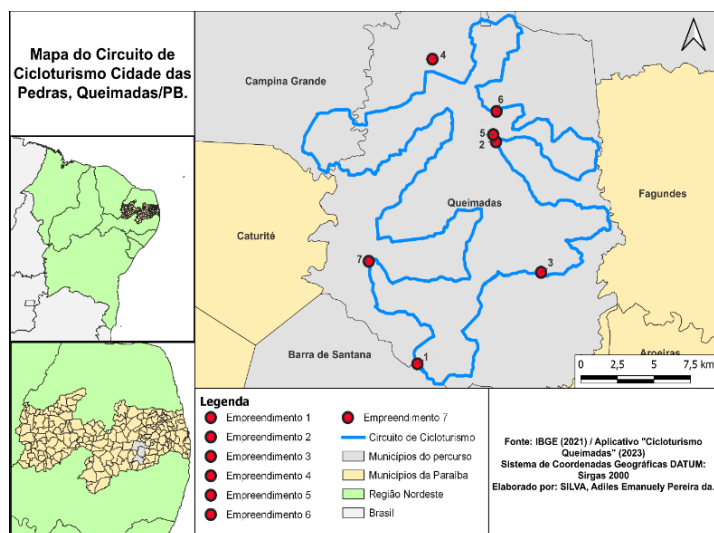 Mapa do Circuito de
Cicloturismo Cidade das
Pedras, Queimadas/PB.
Campina Grande
4
6
5
2
Queimadas
Fagundes
Caturité
7
3
Barra de Santana
1
Aroeiras
0
2,5
5
7,5 km
Legenda
Empreendimento 1
Empreendimento 2
Empreendimento 3
Empreendimento 4
Empreendimento 5
Empreendimento 6
Empreendimento 7
Circuito de Cicloturismo
Municípios do percurso
Municípios da Paraíba
Região Nordeste
Brasil
Fonte: IBGE (2021) / Aplicativo "Cicloturismo
Queimadas" (2023)
Sistema de Coordenadas Geográficas DATUM:
Sirgas 2000
Elaborado por: SILVA, Adiles Emanuely Pereira da.